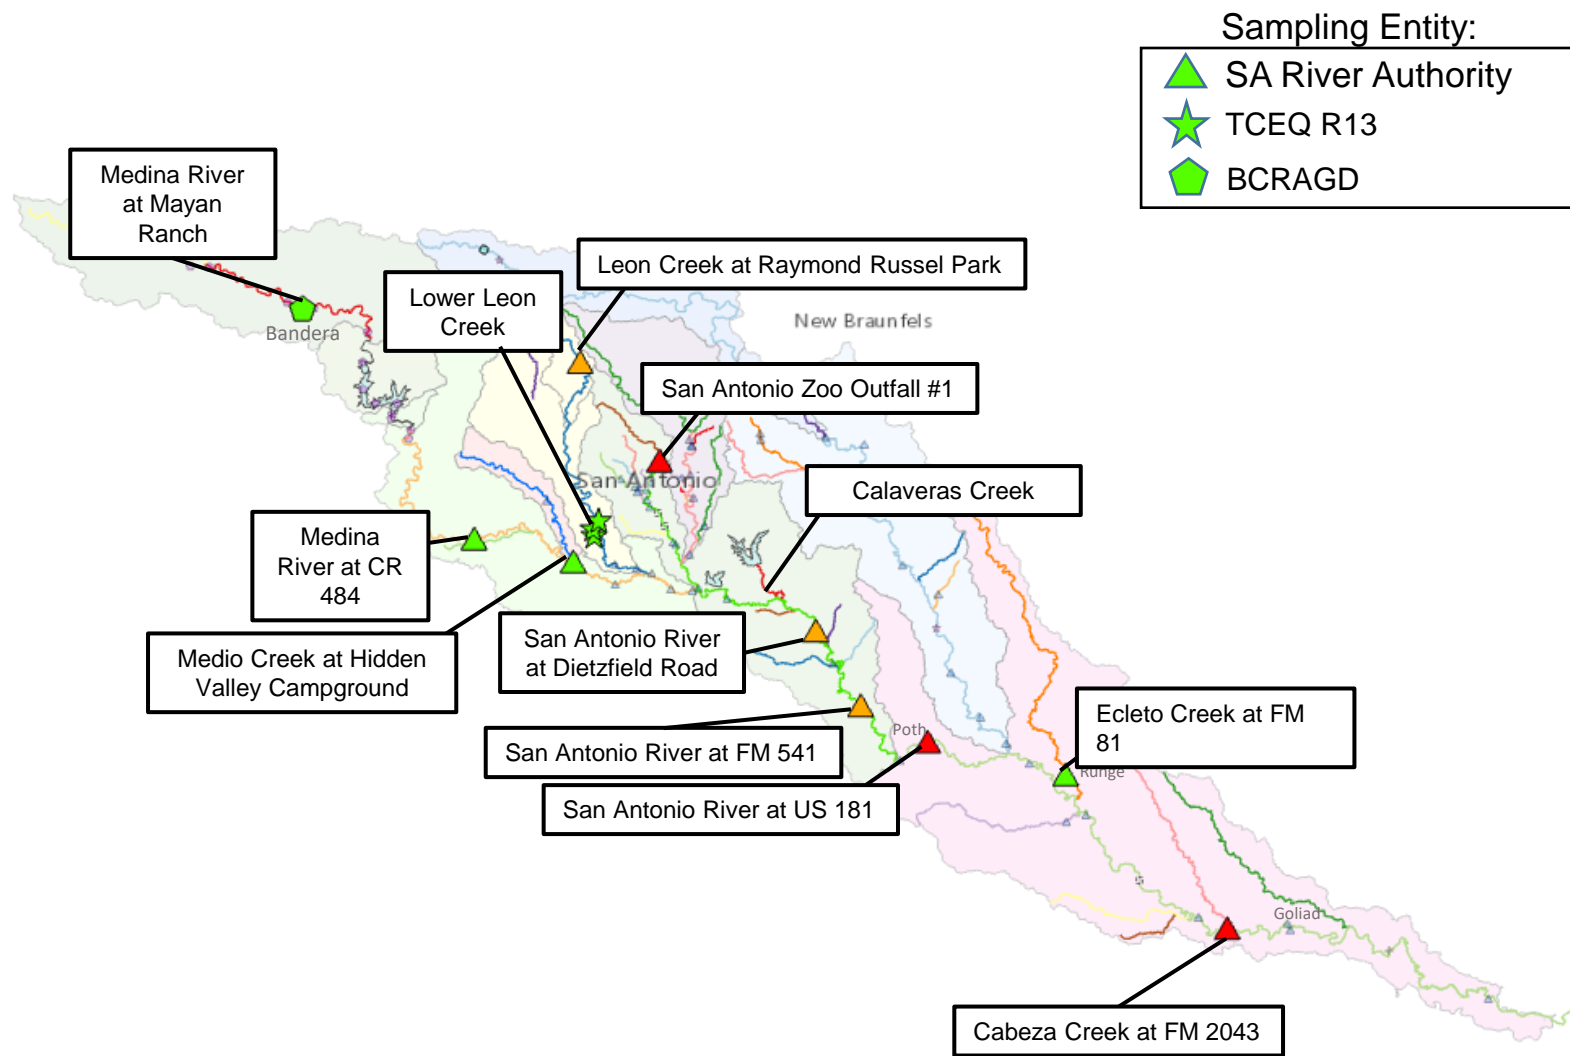 Sampling Entity:
SA River Authority
TCEQ R13
BCRAGD
Medina River
at Mayan
Ranch
Leon Creek at Raymond Russel Park
Lower Leon
Creek
New Braunfels
Bandera
San Antonio Zoo Outfall #1
San Antonio
Calaveras Creek
Medina
River at CR
484
San Antonio River
at Dietzfield Road
Medio Creek at Hidden
Valley Campground
Ecleto Creek at FM
81
Poth
San Antonio River at FM 541
Runge
San Antonio River at US 181
Goliad
Cabeza Creek at FM 2043